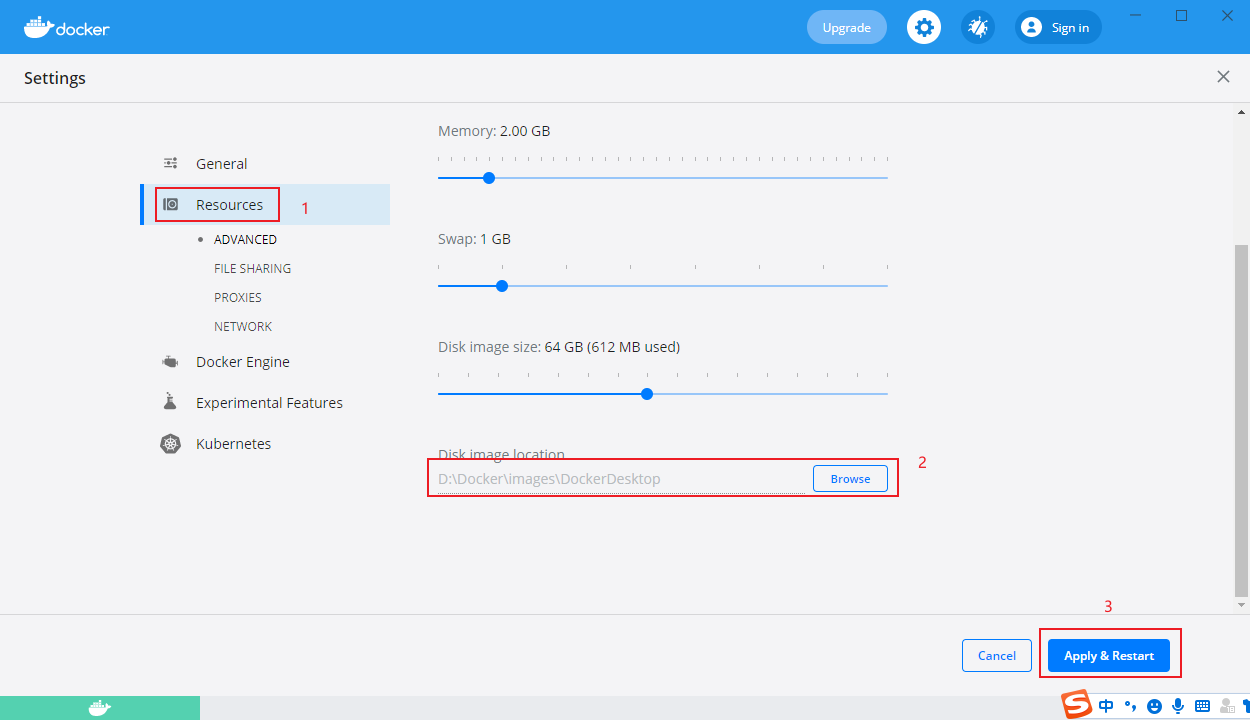 docker
Upgrade
Sign in
Settings
Memory: 2.00 GB
General
Resources
1
ADVANCED
Swap: 1 GB
FILE SHARING
PROXIES
NETWORK
Disk image size: 64 GB (612 MB used)
Docker Engine
Experimental Features
Kubernetes
Disk image location
2
D:\Docker\images\DockerDesktop
Browse
3
Cancel
Apply & Restart
S
中